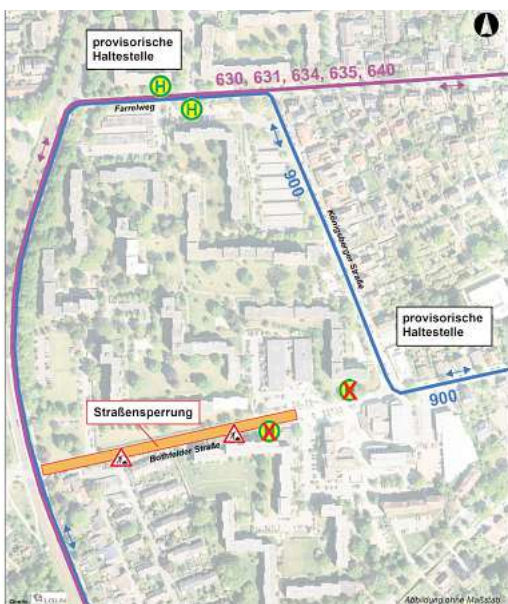 provisorische
Haltestelle
630, 631, 634, 635, 640
H
H
Farrelweg
900
Königsberger Straße
provisorische
Haltestelle
900
Straßensperrung
Bothfelder Straße
Abbildung ohne Maßstab